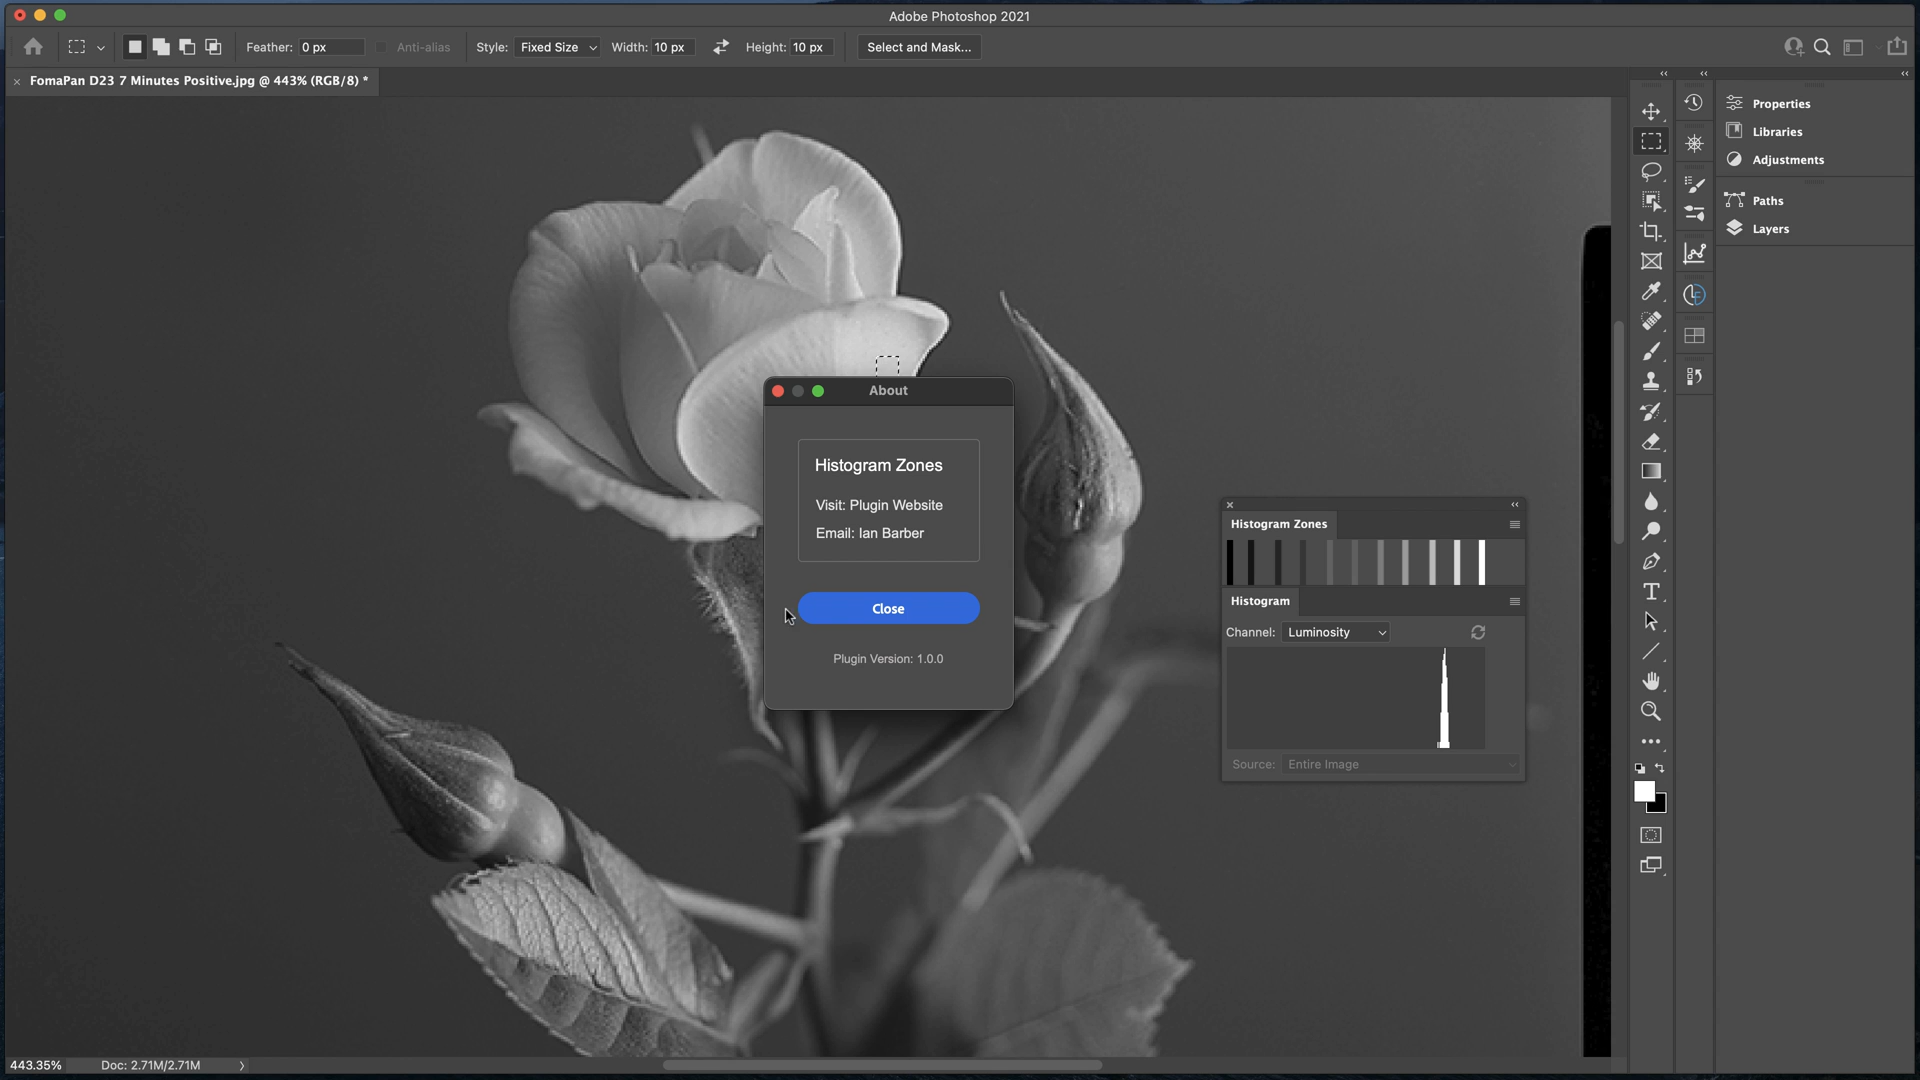 Adobe Photoshop 2021
Feather: 0 px
Anti-alias
Style: Fixed Size
Width: 10 px
Height: 10 px
Select and Mask...
FomaPan D23 7 Minutes Positive.jpg @ 443% (RGB/8) *
Properties
Libraries
Adjustments
Paths
Layers
About
Histogram Zones
Visit: Plugin Website
Email: Ian Barber
Close
Plugin Version: 1.0.0
Histogram Zones
Histogram
Channel: Luminosity
Source: Entire Image
443.35%
Doc: 2.71M/2.71M